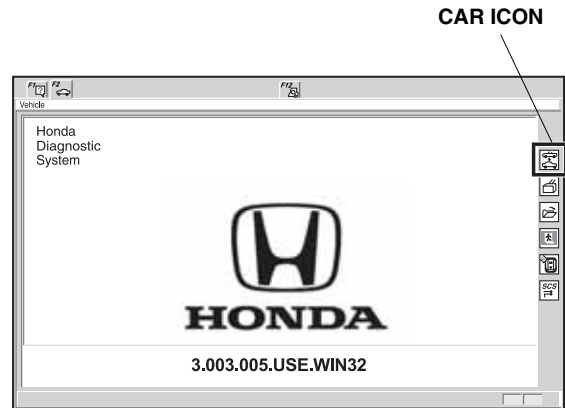 CAR ICON
F1 F2 F12
Vehicle
Honda
Diagnostic
System
SCS
HONDA
3.003.005.USE.WIN32